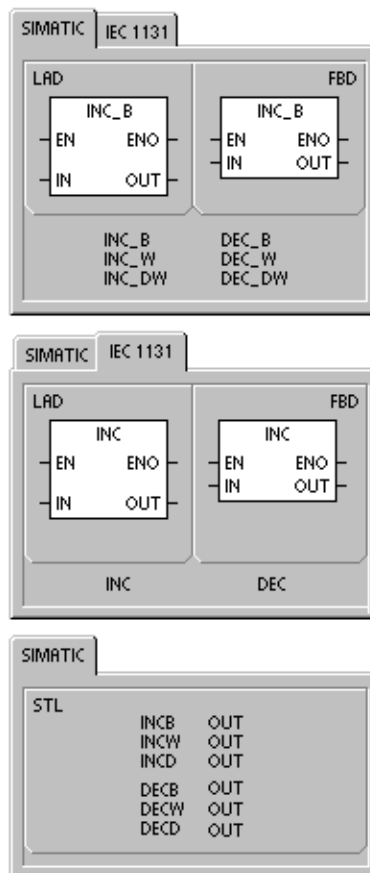 SIMATIC IEC 1131
LAD FBD
INC_B INC_B
EN ENO EN ENO
IN OUT IN OUT
INC_B DEC_B
INC_W DEC_W
INC_DW DEC_DW
SIMATIC IEC 1131
LAD FBD
INC INC
EN ENO EN ENO
IN OUT IN OUT
INC DEC
SIMATIC
STL
INCB OUT
INCW OUT
INCD OUT
DECB OUT
DECW OUT
DECD OUT